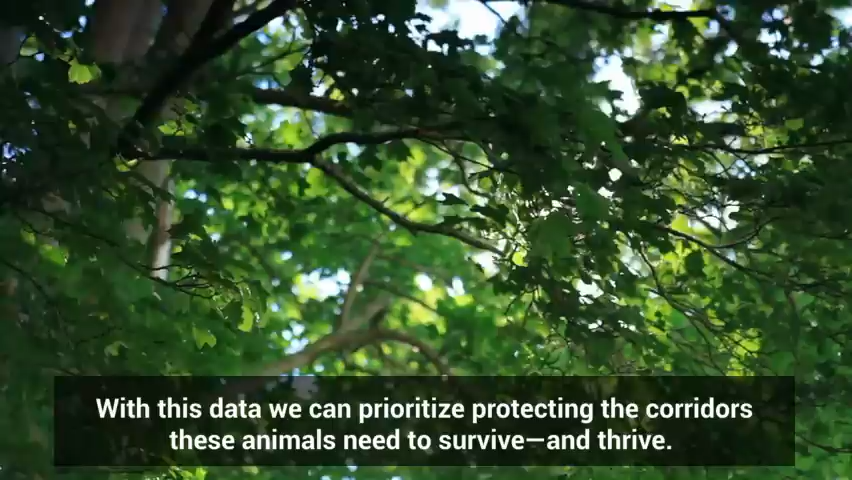 With this data we can prioritize protecting the corridors
these animals need to survive—and thrive.